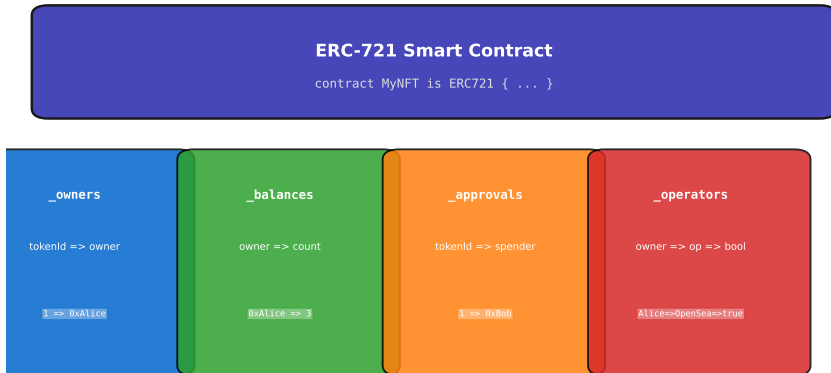 ERC-721 Smart Contract
contract MyNFT is ERC721 { ... }
_owners
tokenId => owner
1 => 0xAlice
_balances
owner => count
0xAlice => 3
_approvals
tokenId => spender
1 => 0xBob
_operators
owner => op => bool
Alice=>OpenSea=>true